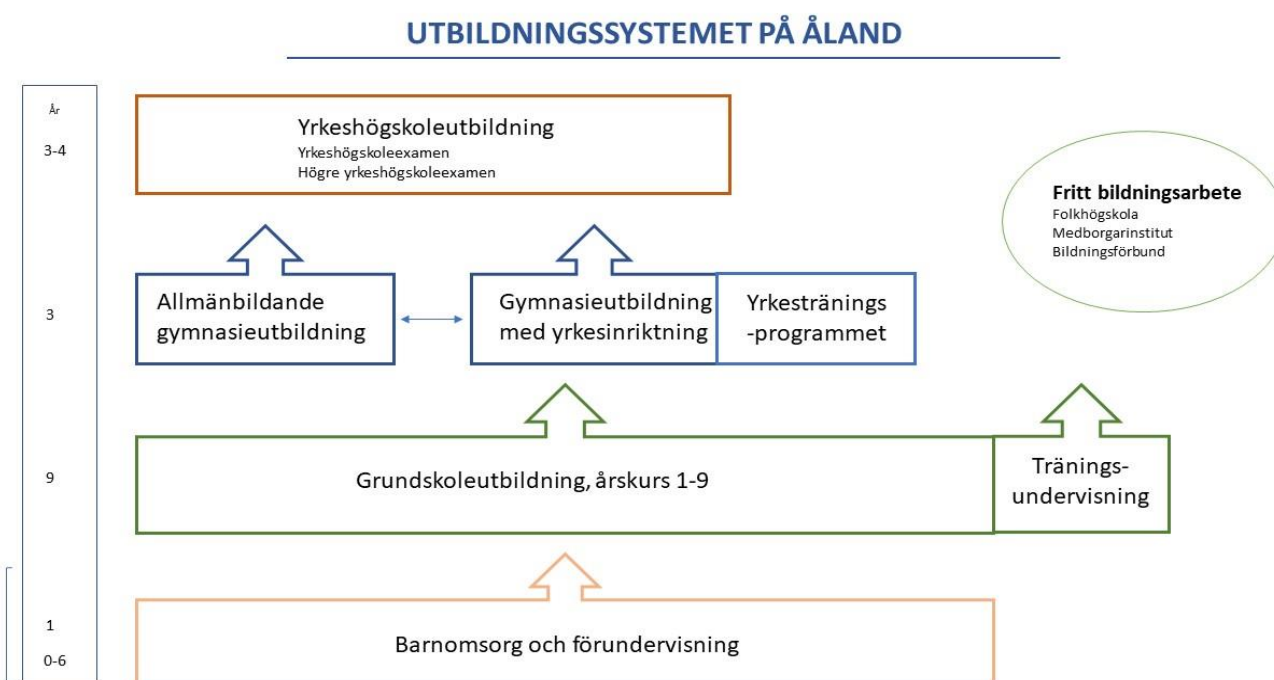 UTBILDNINGSSYSTEMET PÅ ÅLAND
År
3-4
Yrkeshögskoleutbildning
Yrkeshögskoleexamen
Högre yrkeshögskoleexamen
Fritt bildningsarbete
Folkhögskola
Medborgarinstitut
Bildningsförbund
3
Allmänbildande
gymnasieutbildning
Gymnasieutbildning
med yrkesinriktning
Yrkestränings
-programmet
9
Grundskoleutbildning, årskurs 1-9
Tränings-
undervisning
1
0-6
Barnomsorg och förundervisning